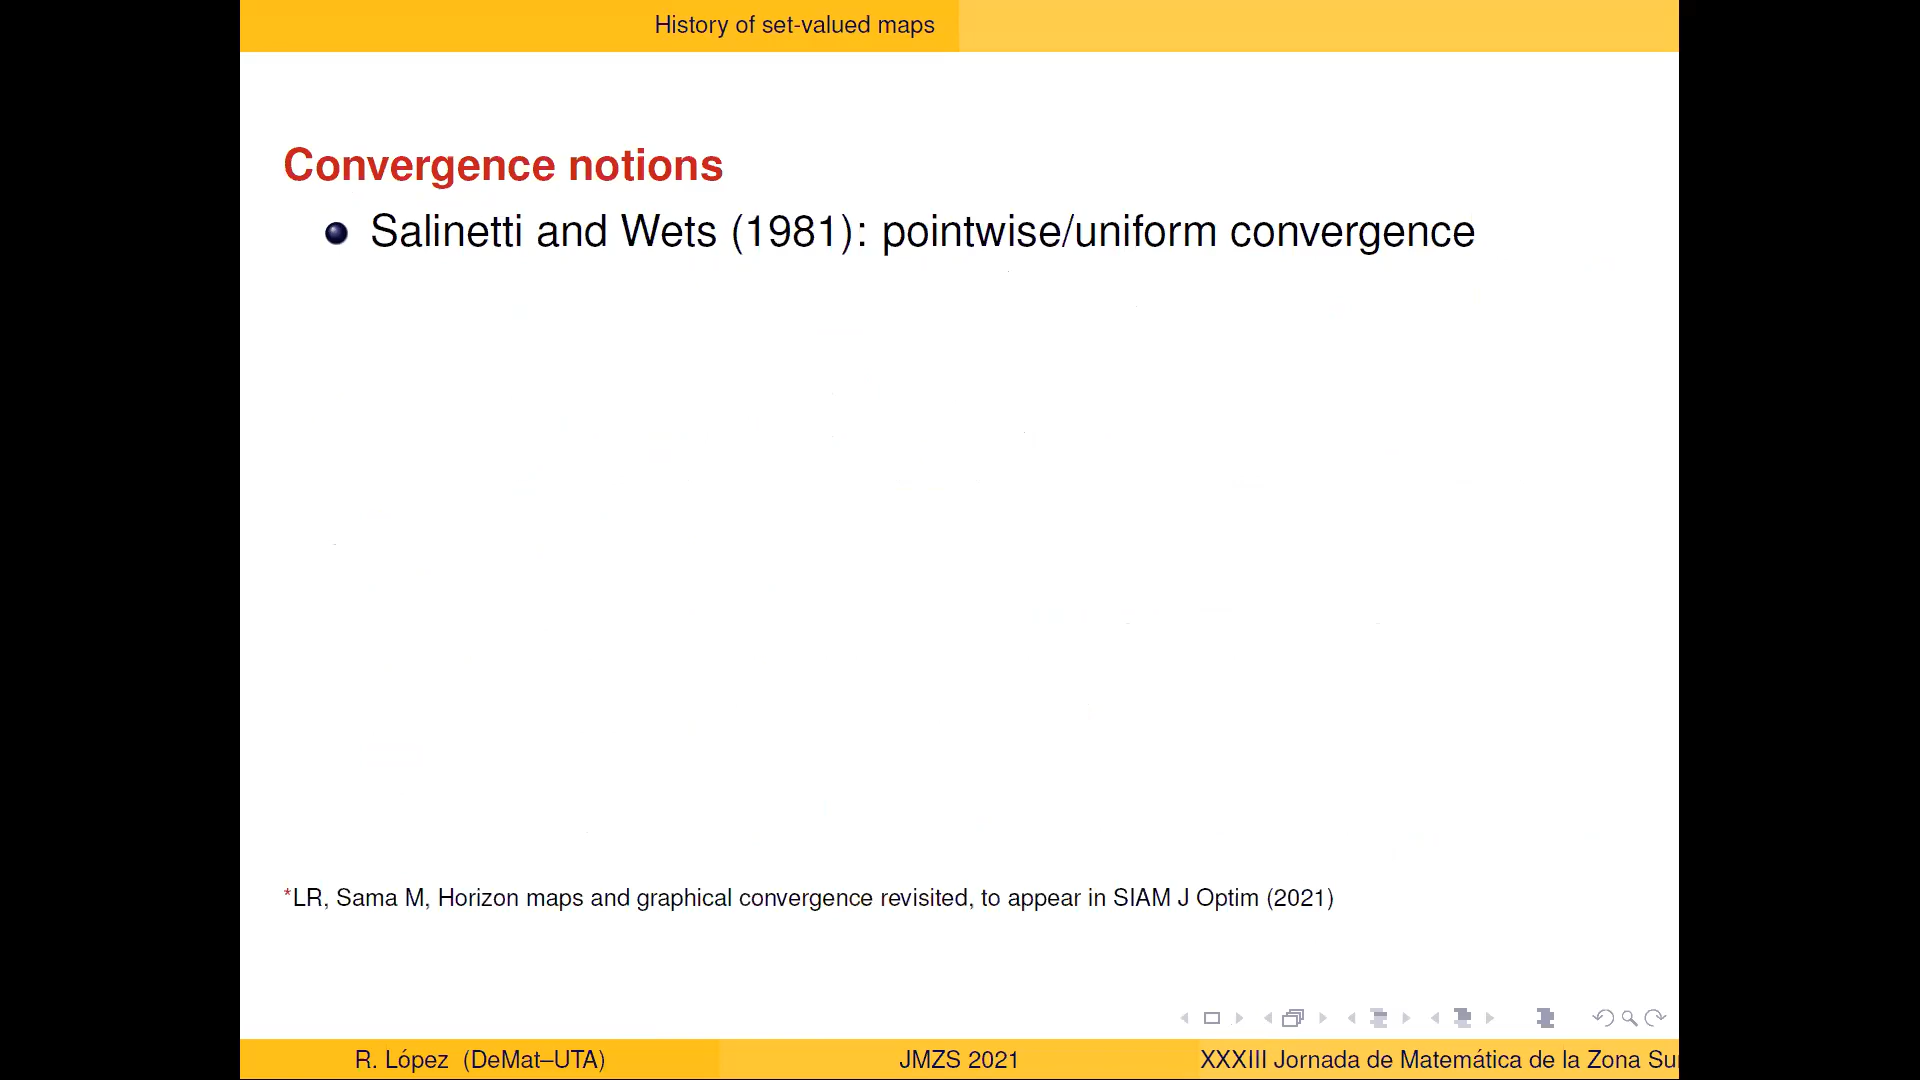 History of set-valued maps
Convergence notions
Salinetti and Wets (1981): pointwise/uniform convergence
*LR, Sama M, Horizon maps and graphical convergence revisited, to appear in SIAM J Optim (2021)
R. López (DeMat–UTA)
JMZS 2021
XXXIII Jornada de Matemática de la Zona Su